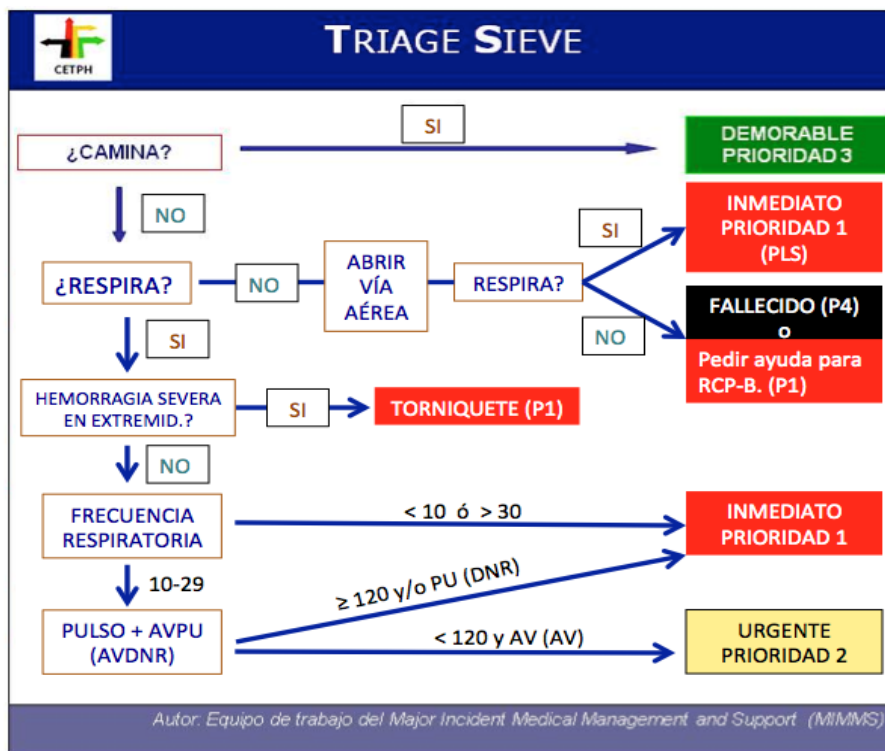 CETPH
TRIAGE SIEVE
¿CAMINA?
SI
DEMORABLE
PRIORIDAD 3
NO
INMEDIATO
PRIORIDAD 1
(PLS)
¿RESPIRA?
NO
ABRIR
VÍA
AÉREA
RESPIRA?
SI
NO
FALLECIDO (P4)
o
Pedir ayuda para
RCP-B. (P1)
SI
HEMORRAGIA SEVERA
EN EXTREMID.?
SI
TORNIQUETE (P1)
NO
FRECUENCIA
RESPIRATORIA
< 10 ó > 30
INMEDIATO
PRIORIDAD 1
10-29
≥ 120 y/o PU (DNR)
PULSO + AVPU
(AVDNR)
< 120 y AV (AV)
URGENTE
PRIORIDAD 2
Autor: Equipo de trabajo del Major Incident Medical Management and Support (MIMMS)